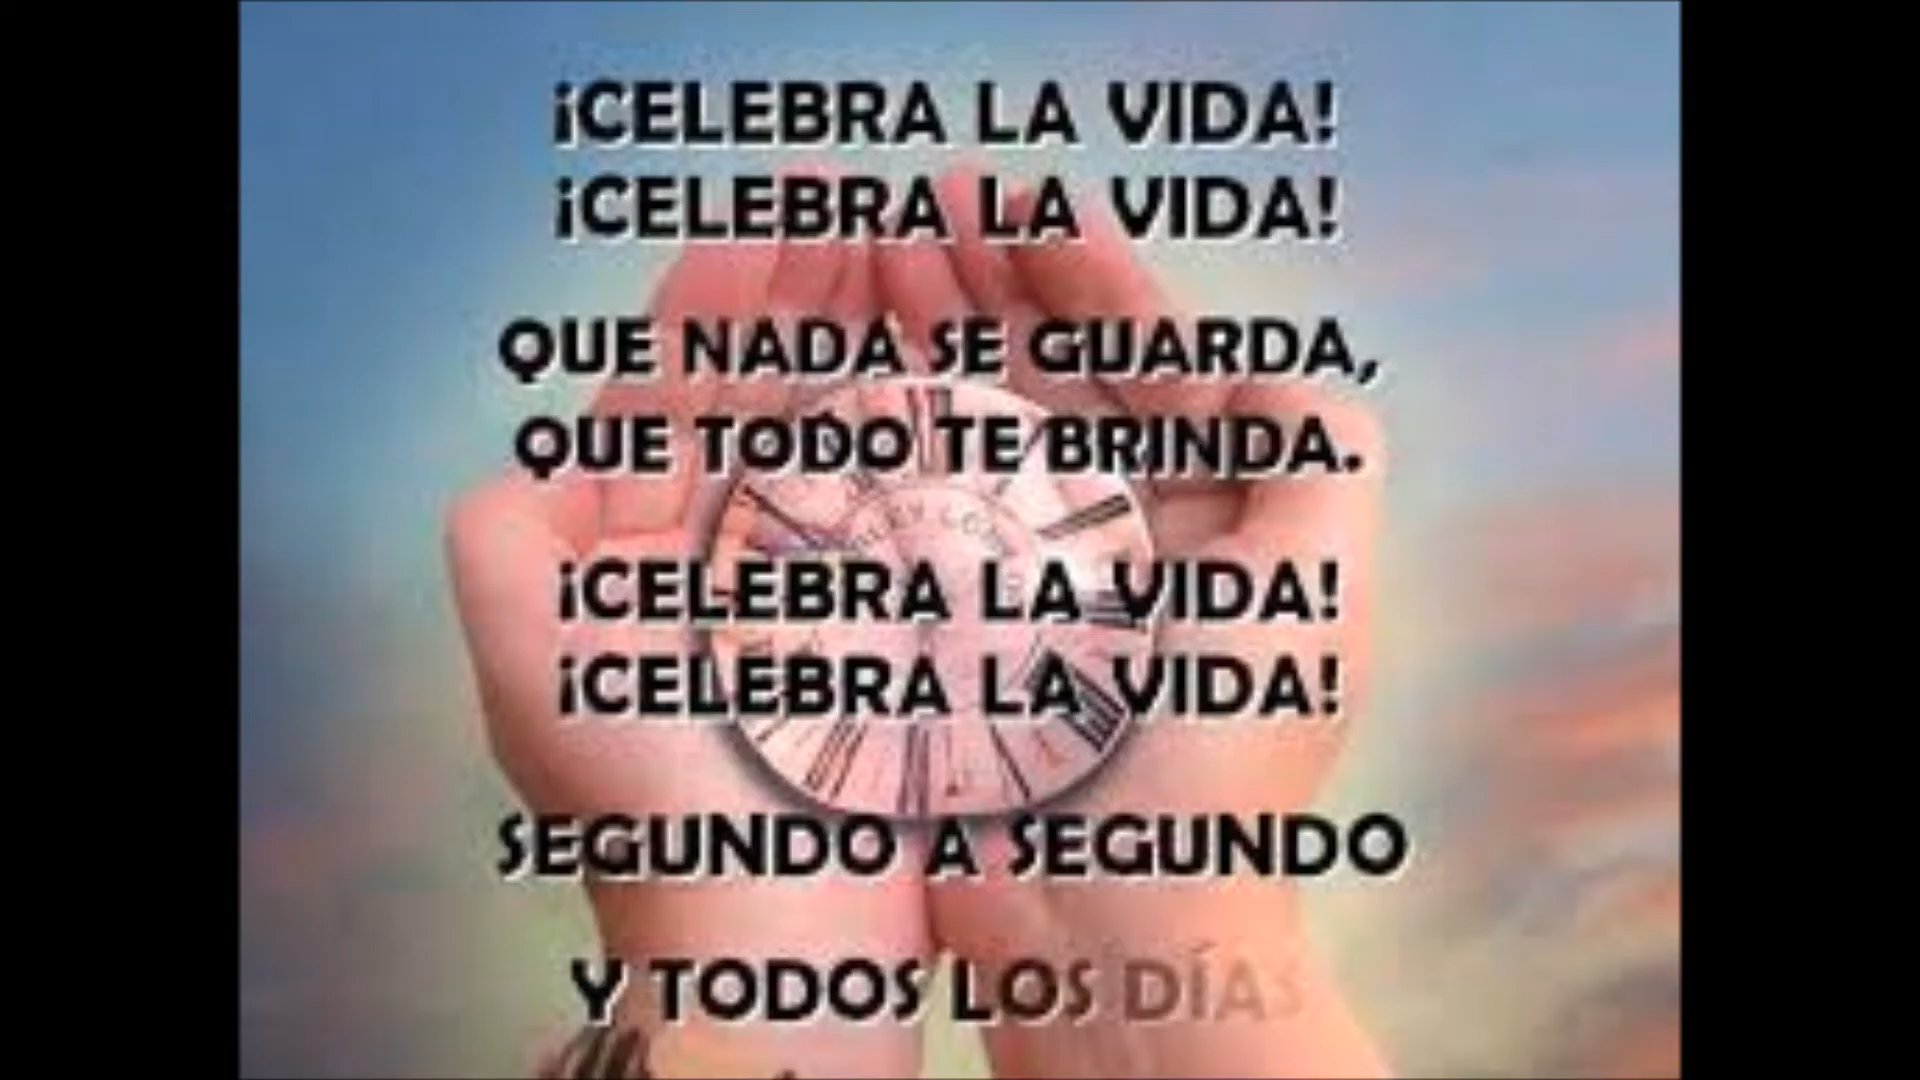 ¡CELEBRA LA VIDA!
¡CELEBRA LA VIDA!
QUE NADA SE GUARDA,
QUE TODO TE BRINDA.
¡CELEBRA LA VIDA!
¡CELEBRA LA VIDA!
SEGUNDO A SEGUNDO
Y TODOS LOS DÍAS